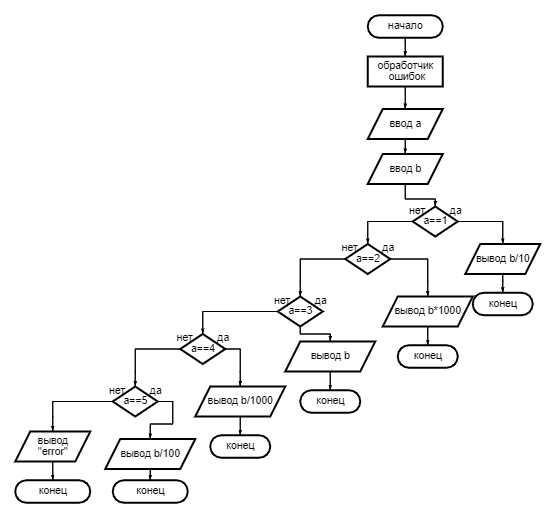 начало
обработчик
ошибок
ввод a
ввод b
нет a==1 да
вывод b/10
конец
нет a==2 да
вывод b*1000
конец
нет a==3 да
вывод b
конец
нет a==4 да
вывод b/1000
конец
нет a==5 да
вывод
"error"
конец
вывод b/100
конец